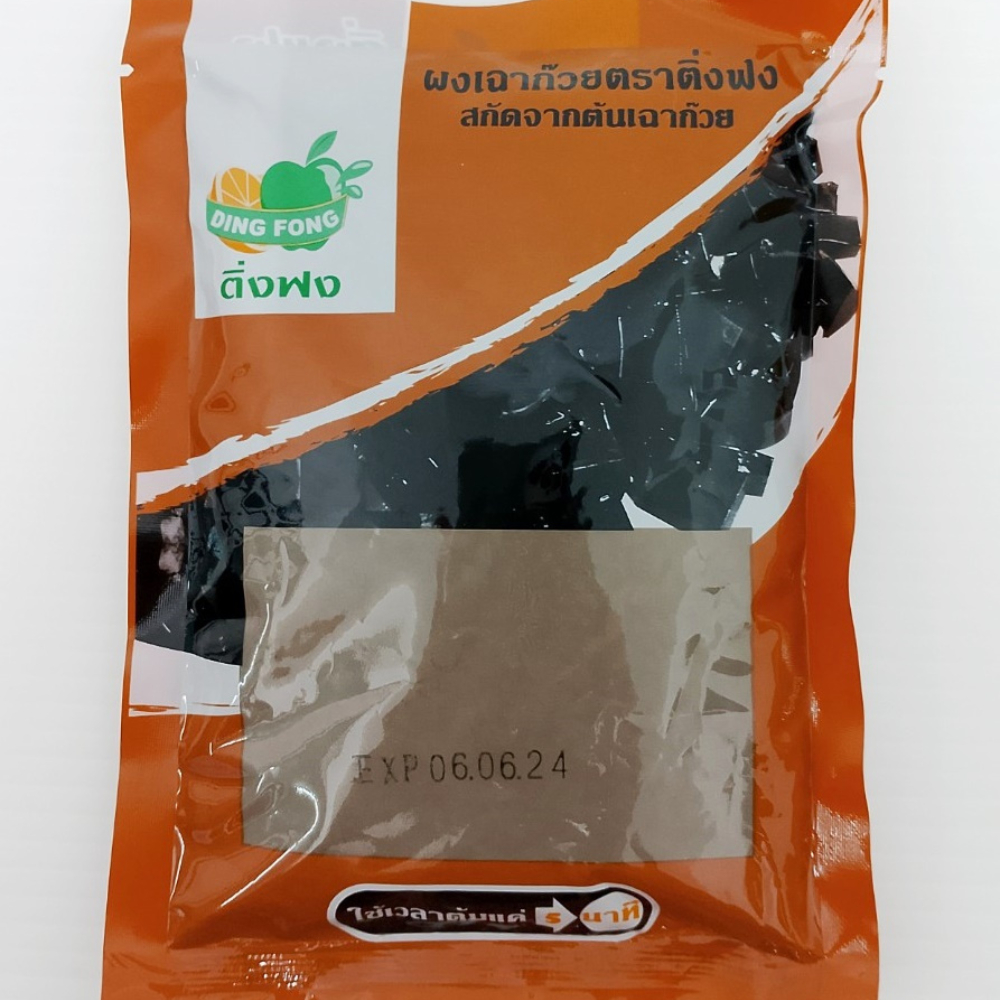 ผงเฉาก๊วยตราติ่งฟง
สกัดจากต้นเฉาก๊วย
DING FONG
ติ่งฟง
EXP 06.06.24
ใช้เวลาต้มแค่ 5 นาที